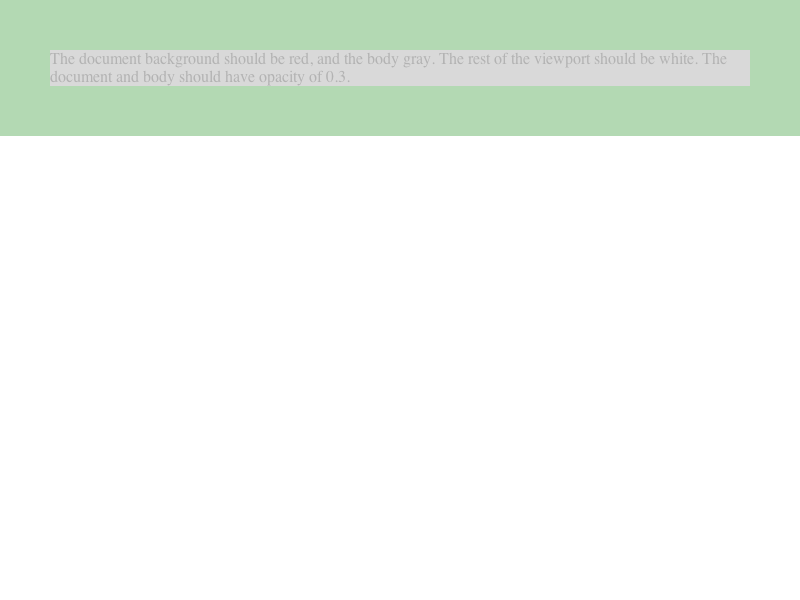 The document background should be red, and the body gray. The rest of the viewport should be white. The
document and body should have opacity of 0.3.